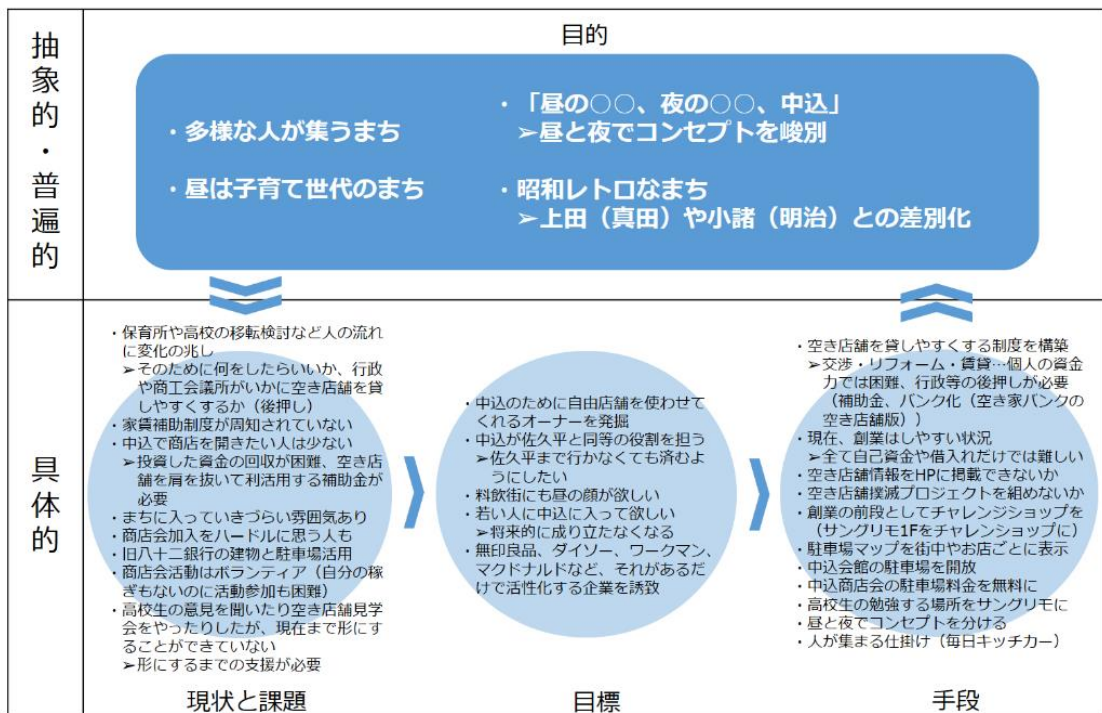 抽象的・普遍的
目的
・多様な人が集うまち
・昼は子育て世代のまち
・「昼の○○、夜の○○、中込」
➢昼と夜でコンセプトを峻別
・昭和レトロなまち
➢上田（真田）や小諸（明治）との差別化
具体的
・保育所や高校の移転検討など人の流れ
に変化の兆し
➢そのために何をしたらいいか、行政
や商工会議所がいかに空き店舗を貸
しやすくするか（後押し）
・家賃補助制度が周知されていない
・中込で商店を開きたい人は少ない
➢投資した資金の回収が困難、空き店
舗を肩を抜いて利活用する補助金が
必要
・まちに入っていきづらい雰囲気あり
・商店会加入をハードルに思う人も
・旧八十二銀行の建物と駐車場活用
・商店会活動はボランティア（自分の稼
ぎもないのに活動参加も困難）
・高校生の意見を聞いたり空き店舗見学
会をやったりしたが、現在まで形にす
ることができていない
➢形にするまでの支援が必要
現状と課題
・中込のために自由店舗を使わせて
くれるオーナーを発掘
・中込が佐久平と同等の役割を担う
➢佐久平まで行かなくても済むよ
うにしたい
・料飲街にも昼の顔が欲しい
・若い人に中込に入って欲しい
➢将来的に成り立たなくなる
・無印良品、ダイソー、ワークマン、
マクドナルドなど、それがあるだ
けで活性化する企業を誘致
目標
・空き店舗を貸しやすくする制度を構築
➢交渉・リフォーム・賃貸…個人の資金
力では困難、行政等の後押しが必要
（補助金、バンク化（空き家バンクの
空き店舗版））
・現在、創業はしやすい状況
➢全て自己資金や借入れだけでは難しい
・空き店舗情報をHPに掲載できないか
・空き店舗撲滅プロジェクトを組めないか
・創業の前段としてチャレンジショップを
（サングリモ1Fをチャレンショップに）
・駐車場マップを街中やお店ごとに表示
・中込会館の駐車場を開放
・中込商店会の駐車場料金を無料に
・高校生の勉強する場所をサングリモに
・昼と夜でコンセプトを分ける
・人が集まる仕掛け（毎日キッチカー）
手段